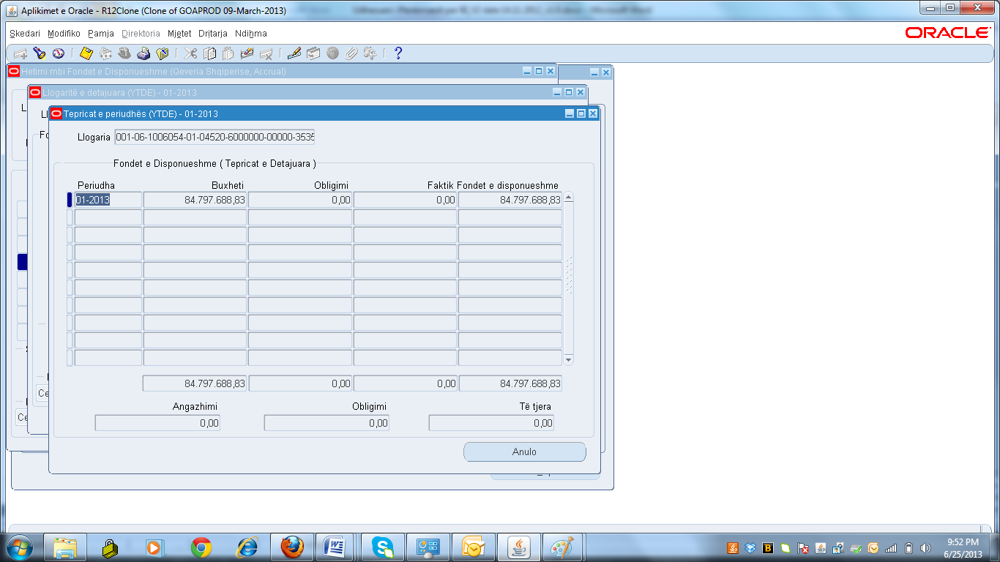 Aplikimet e Oracle - R12Clone (Clone of GOAPROD 09-March-2013)
Skedari Modifiko Pamja Direktoria Mjetet Dritarja Ndihma
ORACLE
Hetimi mbi Fondet e Disponueshme (Qeveria Shqiperise, Accrual)
Llogaritë e detajuara (YTDE) - 01-2013
Tepricat e periudhës (YTDE) - 01-2013
Llogaria 001-06-1006054-01-04520-6000000-00000-3535
Fondet e Disponueshme ( Tepricat e Detajuara )
Periudha Buxheti Obligimi Faktik Fondet e disponueshme
01-2013 84.797.688,83 0,00 0,00 84.797.688,83
84.797.688,83 0,00 0,00 84.797.688,83
Angazhimi Obligimi Të tjera
0,00 0,00 0,00
Anulo
9:52 PM
6/25/2013